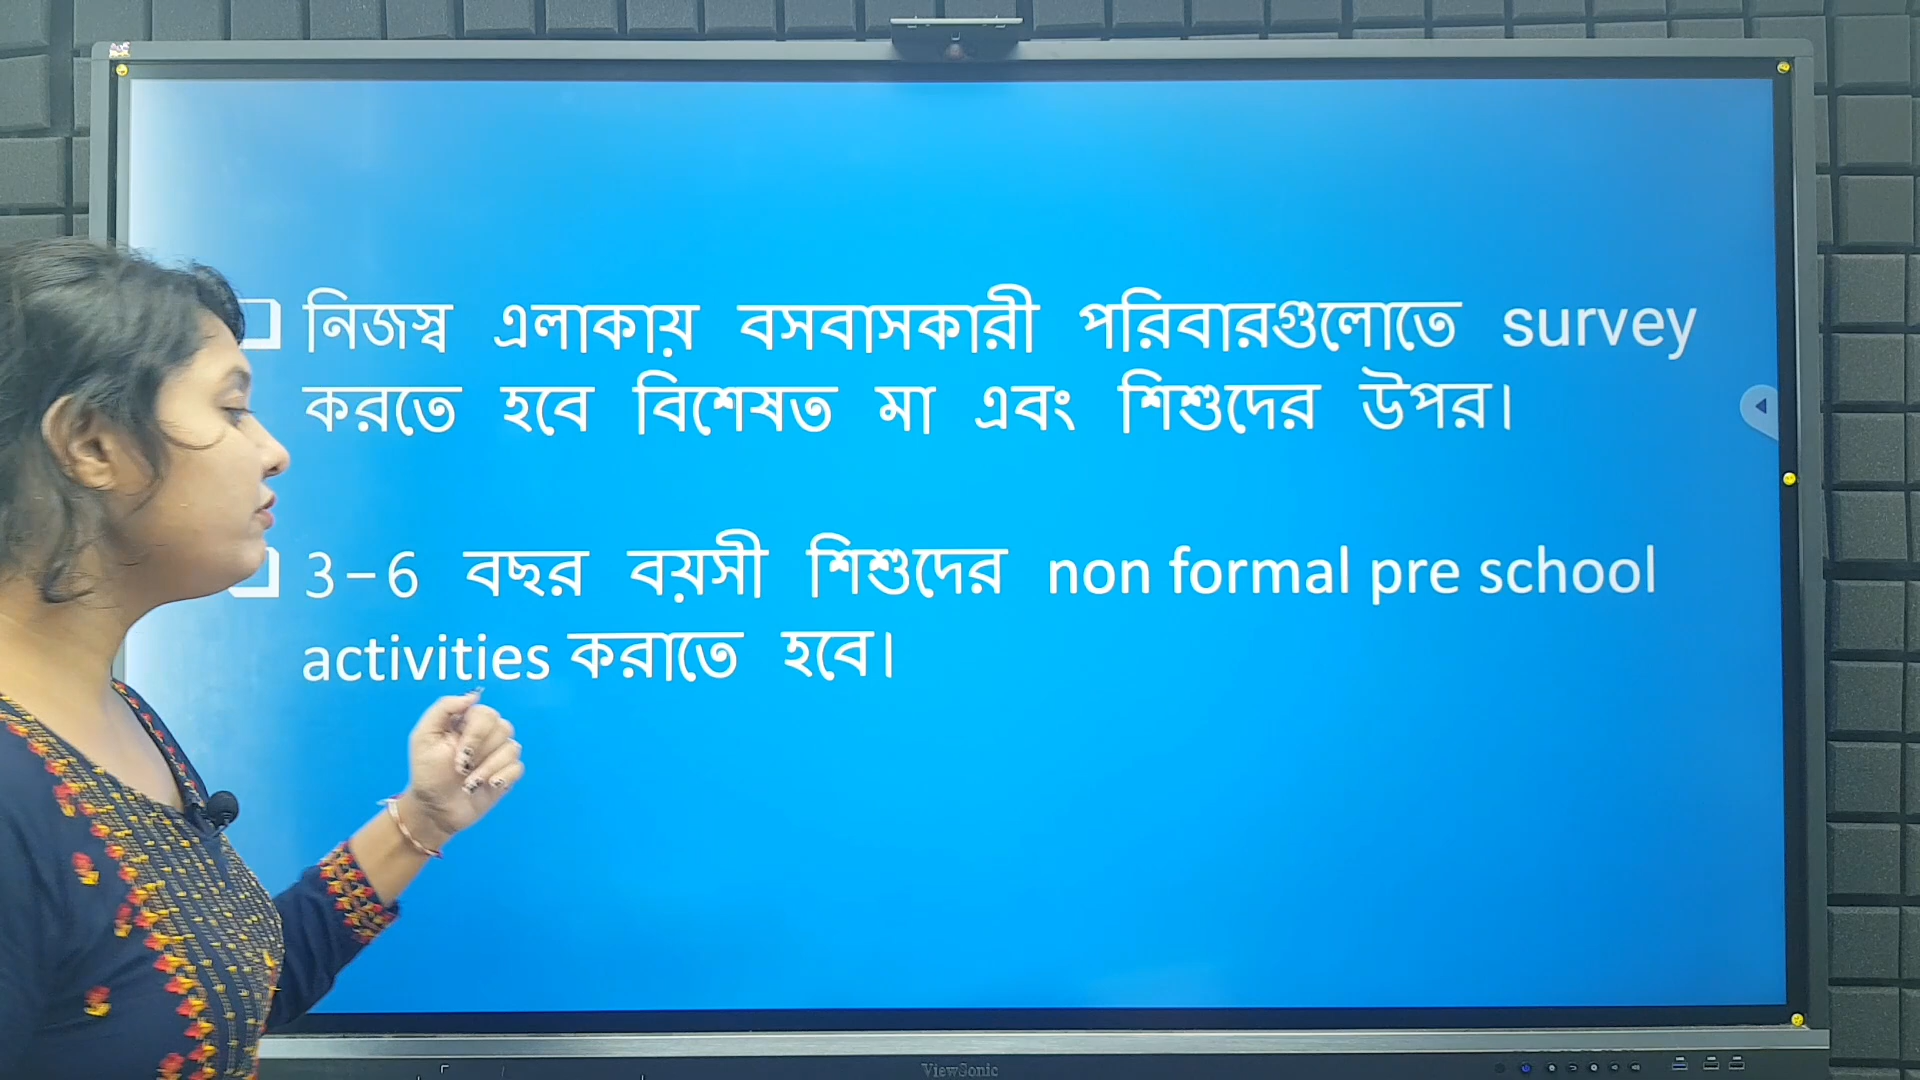 নিজস্ব এলাকায় বসবাসকারী পরিবারগুলোতে survey
করতে হবে বিশেষত মা এবং শিশুদের উপর।
3-6 বছর বয়সী শিশুদের non formal pre school
activities করাতে হবে।
ViewSonic